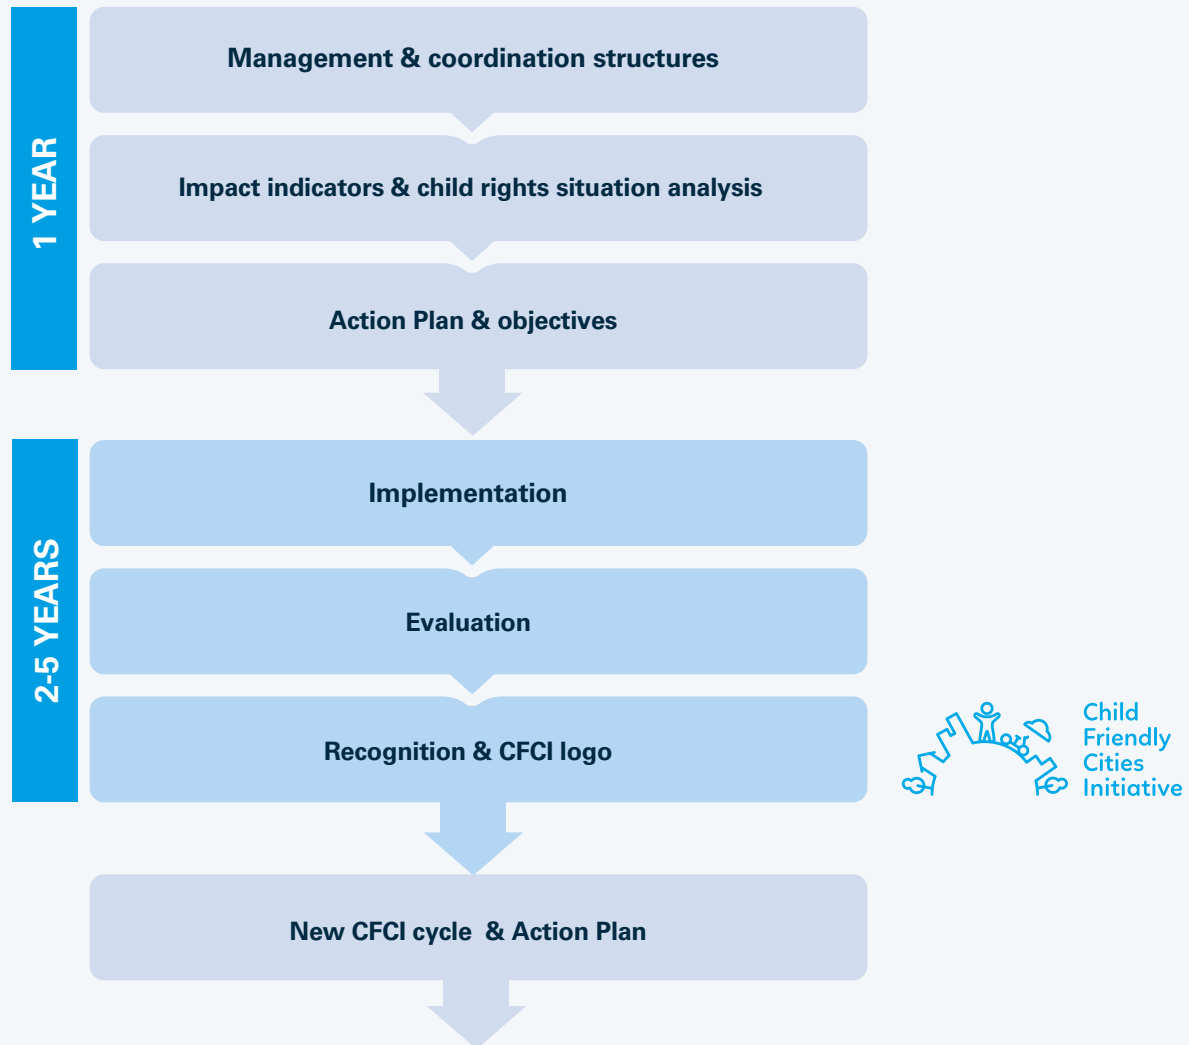 1 YEAR
Management & coordination structures
Impact indicators & child rights situation analysis
Action Plan & objectives
2-5 YEARS
Implementation
Evaluation
Recognition & CFCI logo
Child
Friendly
Cities
Initiative
New CFCI cycle & Action Plan